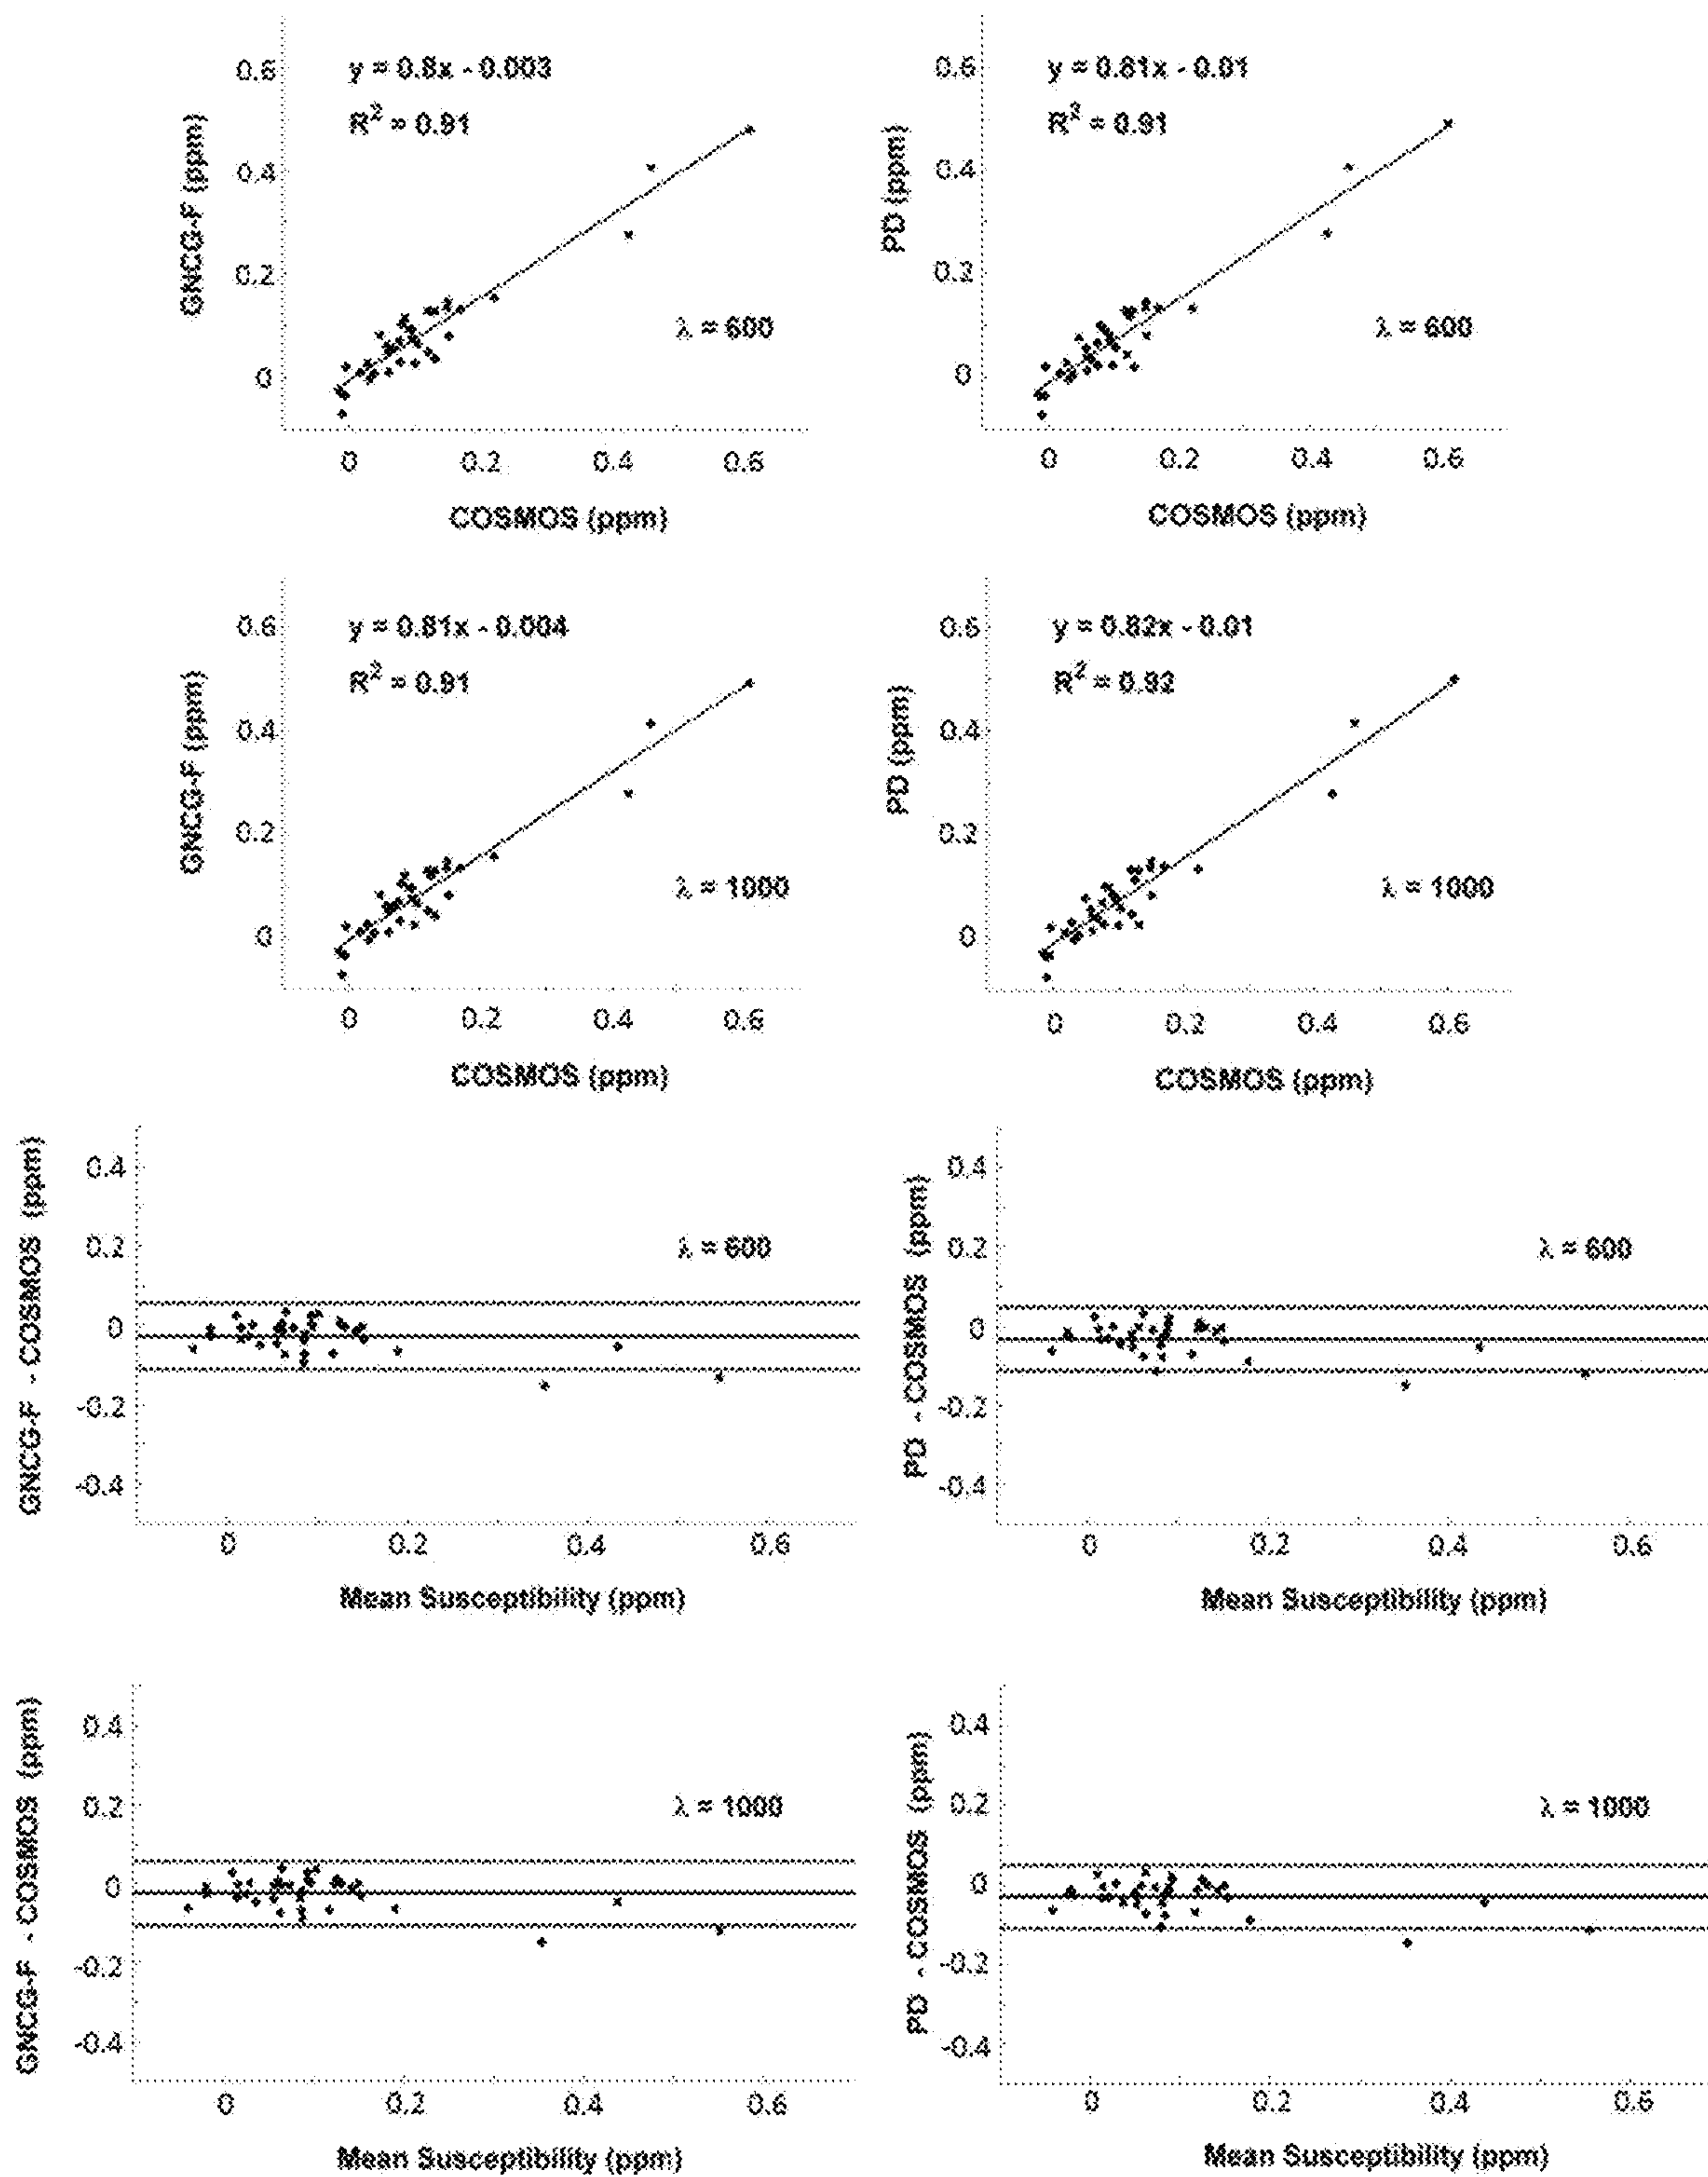 y = 0.8x - 0.003
R² = 0.91
GNCG-F (ppm)
0.6
0.4
0.2
0
λ = 600
0 0.2 0.4 0.6
COSMOS (ppm)
y = 0.81x - 0.01
R² = 0.91
PD (ppm)
0.6
0.4
0.2
0
λ = 600
0 0.2 0.4 0.6
COSMOS (ppm)
y = 0.81x - 0.004
R² = 0.91
GNCG-F (ppm)
0.6
0.4
0.2
0
λ = 1000
0 0.2 0.4 0.6
COSMOS (ppm)
y = 0.82x - 0.01
R² = 0.92
PD (ppm)
0.6
0.4
0.2
0
λ = 1000
0 0.2 0.4 0.6
COSMOS (ppm)
GNCG-F - COSMOS (ppm)
0.4
0.2
0
-0.2
-0.4
λ = 600
0 0.2 0.4 0.6
Mean Susceptibility (ppm)
PD - COSMOS (ppm)
0.4
0.2
0
-0.2
-0.4
λ = 600
0 0.2 0.4 0.6
Mean Susceptibility (ppm)
GNCG-F - COSMOS (ppm)
0.4
0.2
0
-0.2
-0.4
λ = 1000
0 0.2 0.4 0.6
Mean Susceptibility (ppm)
PD - COSMOS (ppm)
0.4
0.2
0
-0.2
-0.4
λ = 1000
0 0.2 0.4 0.6
Mean Susceptibility (ppm)